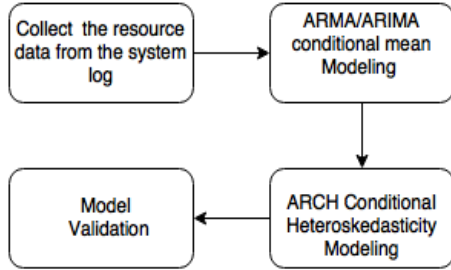 Collect the resource
data from the system
log
ARMA/ARIMA
conditional mean
Modeling
Model
Validation
ARCH Conditional
Heteroskedasticity
Modeling